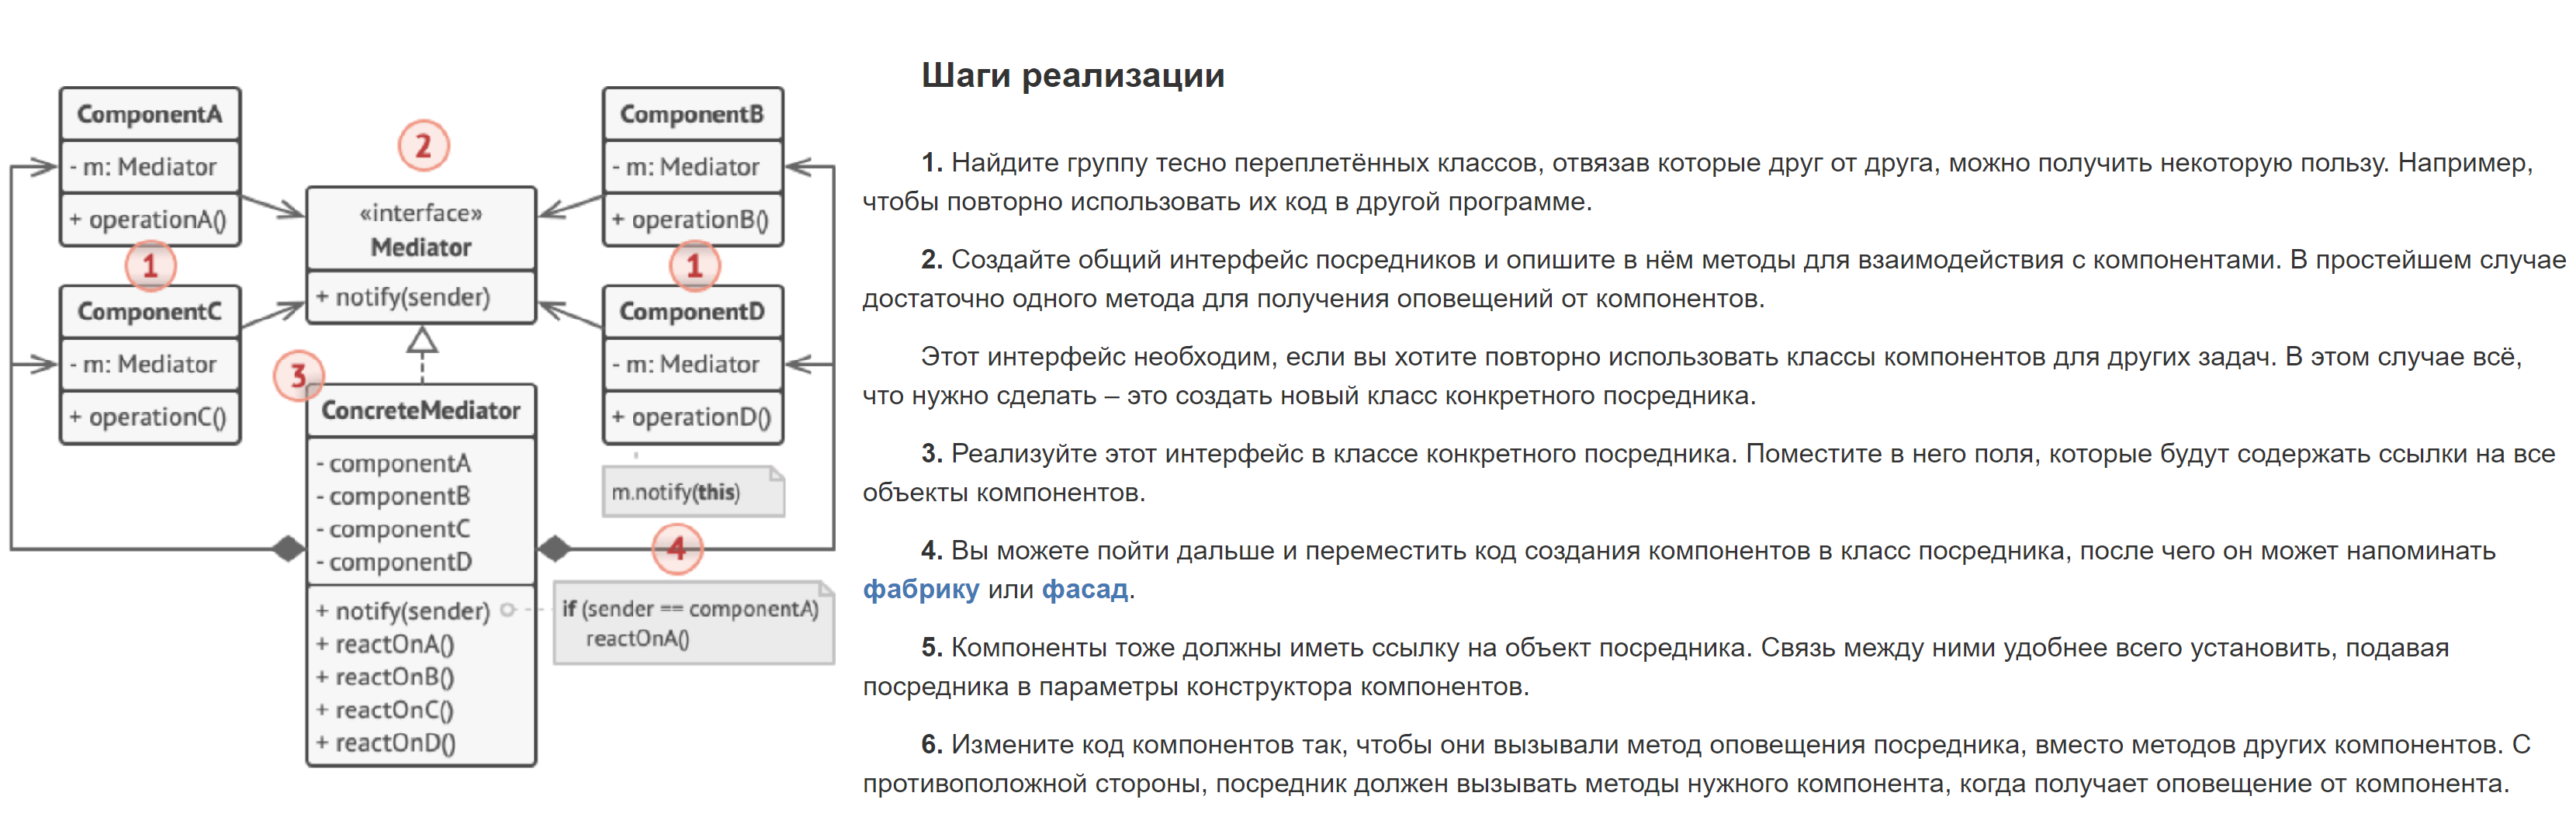 ComponentA
- m: Mediator
+ operationA()
1
ComponentC
- m: Mediator
+ operationC()
2
«interface»
Mediator
+ notify(sender)
3
ConcreteMediator
- componentA
- componentB
- componentC
- componentD
+ notify(sender)
+ reactOnA()
+ reactOnB()
+ reactOnC()
+ reactOnD()
ComponentB
- m: Mediator
+ operationB()
1
ComponentD
- m: Mediator
+ operationD()
m.notify(this)
4
if (sender == componentA)
reactOnA()
Шаги реализации
1. Найдите группу тесно переплетённых классов, отвязав которые друг от друга, можно получить некоторую пользу. Например,
чтобы повторно использовать их код в другой программе.
2. Создайте общий интерфейс посредников и опишите в нём методы для взаимодействия с компонентами. В простейшем случае
достаточно одного метода для получения оповещений от компонентов.
Этот интерфейс необходим, если вы хотите повторно использовать классы компонентов для других задач. В этом случае всё,
что нужно сделать – это создать новый класс конкретного посредника.
3. Реализуйте этот интерфейс в классе конкретного посредника. Поместите в него поля, которые будут содержать ссылки на все
объекты компонентов.
4. Вы можете пойти дальше и переместить код создания компонентов в класс посредника, после чего он может напоминать
фабрику или фасад.
5. Компоненты тоже должны иметь ссылку на объект посредника. Связь между ними удобнее всего установить, подавая
посредника в параметры конструктора компонентов.
6. Измените код компонентов так, чтобы они вызывали метод оповещения посредника, вместо методов других компонентов. С
противоположной стороны, посредник должен вызывать методы нужного компонента, когда получает оповещение от компонента.